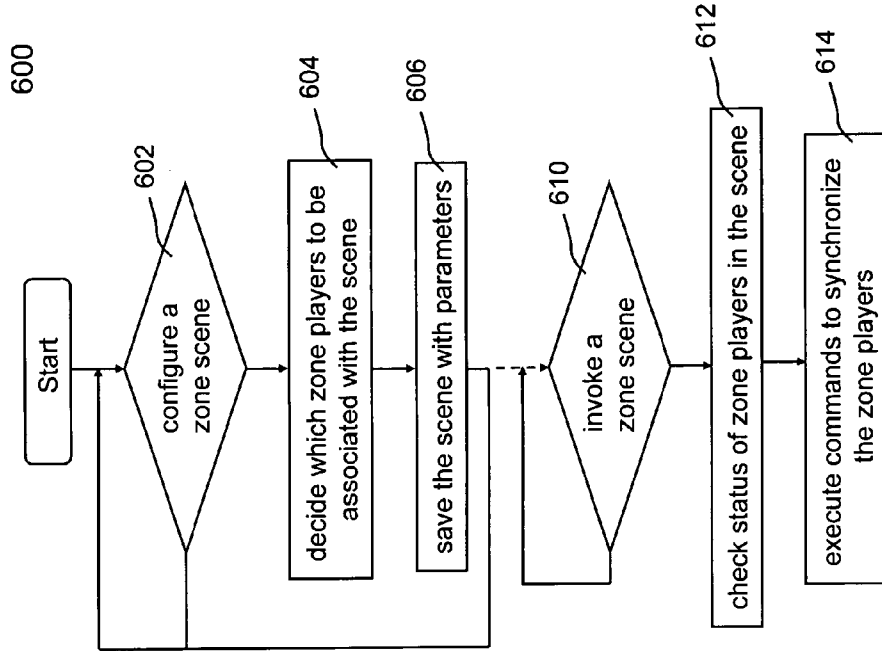 600
Start
602
configure a
zone scene
604
decide which zone players to be
associated with the scene
606
save the scene with parameters
610
invoke a
zone scene
612
check status of zone players in the scene
614
execute commands to synchronize
the zone players